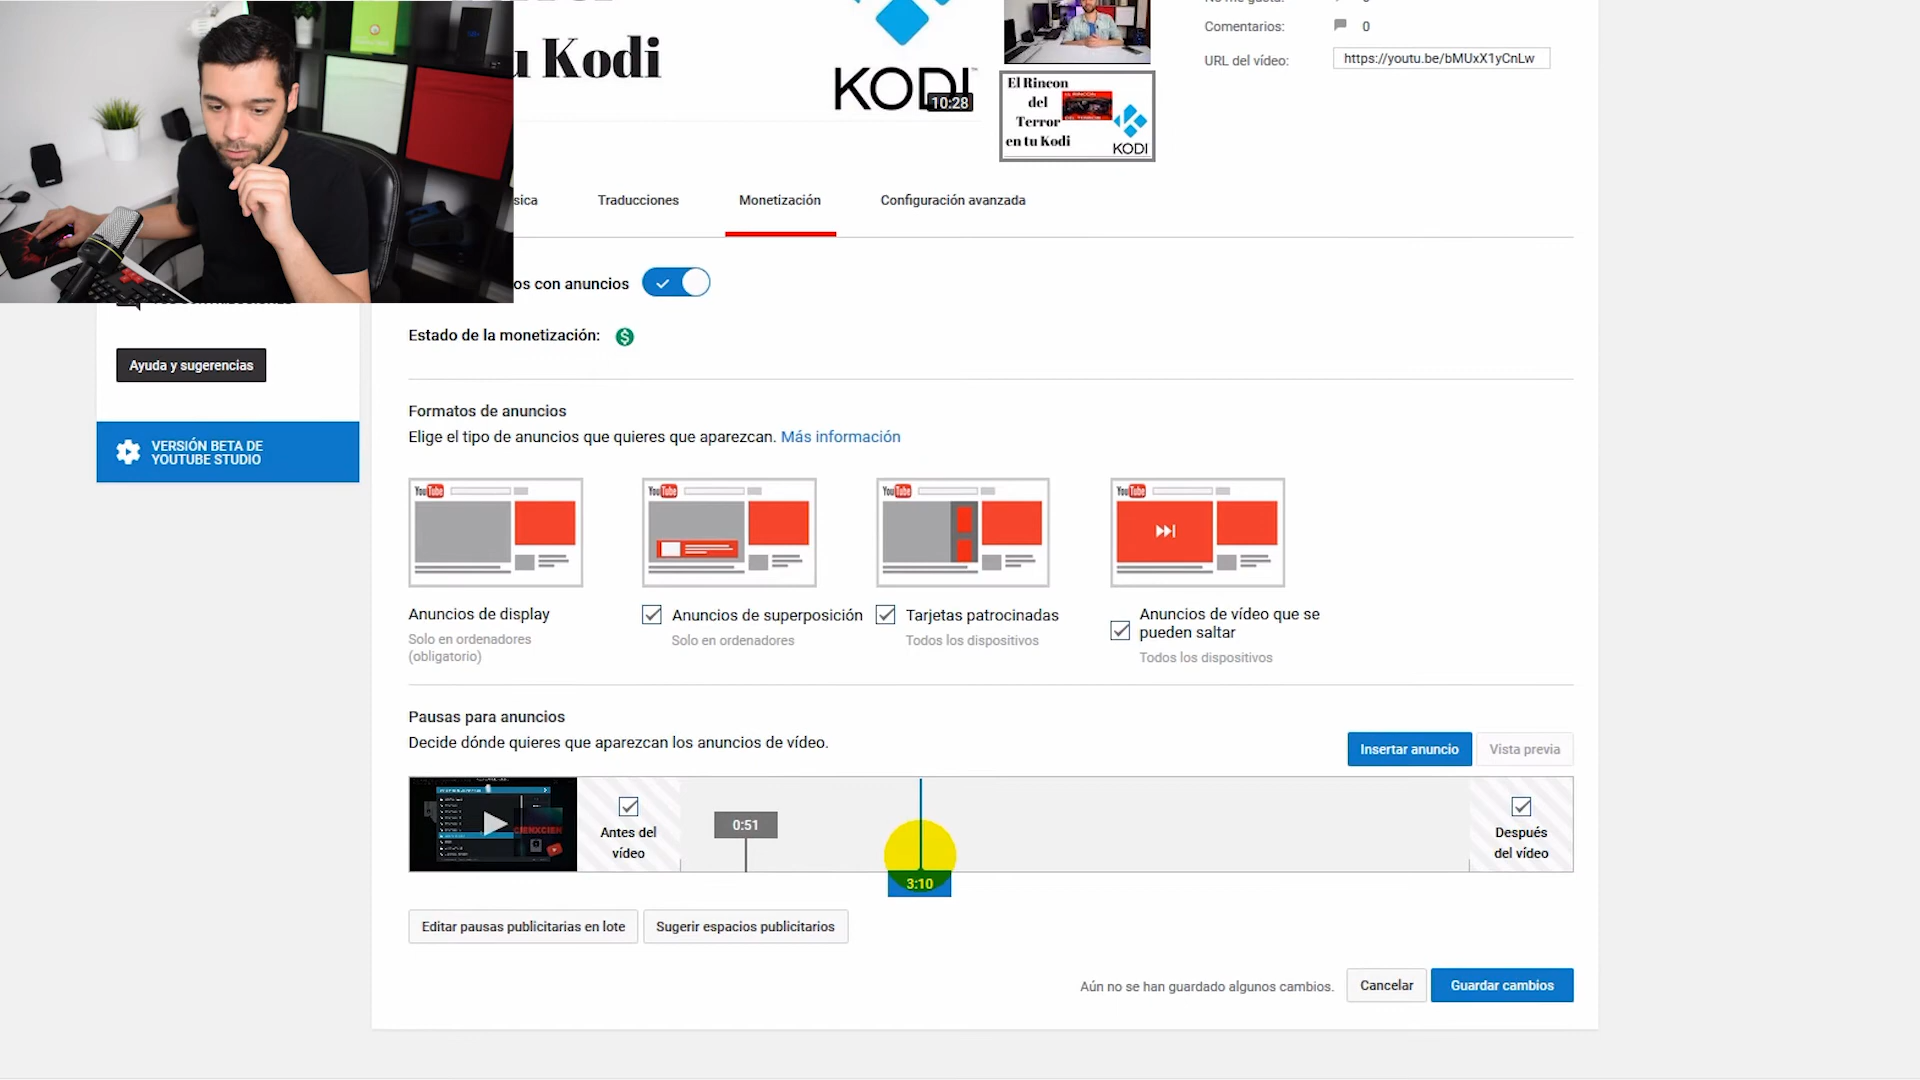 u Kodi
KODI
10:28
El Rincon
del
Terror
en tu Kodi
KODI
Comentarios: 0
URL del vídeo: https://youtu.be/bMUxX1yCnLw
sica
Traducciones
Monetización
Configuración avanzada
os con anuncios
Estado de la monetización:
Ayuda y sugerencias
VERSIÓN BETA DE
YOUTUBE STUDIO
Formatos de anuncios
Elige el tipo de anuncios que quieres que aparezcan. Más información
YouTube
YouTube
YouTube
YouTube
Anuncios de display
Solo en ordenadores
(obligatorio)
Anuncios de superposición
Solo en ordenadores
Tarjetas patrocinadas
Todos los dispositivos
Anuncios de vídeo que se
pueden saltar
Todos los dispositivos
Pausas para anuncios
Decide dónde quieres que aparezcan los anuncios de vídeo.
Insertar anuncio
Vista previa
Antes del
vídeo
0:51
3:10
Después
del vídeo
Editar pausas publicitarias en lote
Sugerir espacios publicitarios
Aún no se han guardado algunos cambios.
Cancelar
Guardar cambios